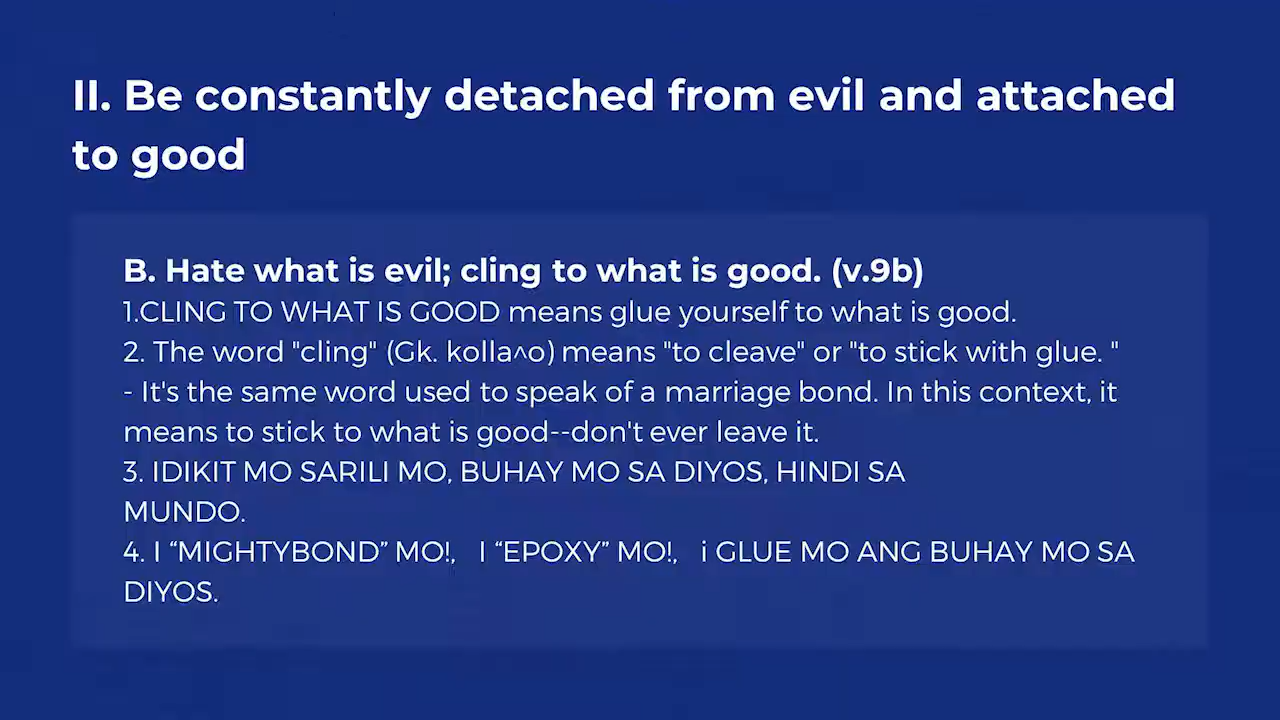 II. Be constantly detached from evil and attached
to good
B. Hate what is evil; cling to what is good. (v.9b)
1.CLING TO WHAT IS GOOD means glue yourself to what is good.
2. The word "cling" (Gk. kolla^o) means "to cleave" or "to stick with glue. "
- It's the same word used to speak of a marriage bond. In this context, it
means to stick to what is good--don't ever leave it.
3. IDIKIT MO SARILI MO, BUHAY MO SA DIYOS, HINDI SA
MUNDO.
4. I “MIGHTYBOND” MO!, I “EPOXY” MO!, i GLUE MO ANG BUHAY MO SA
DIYOS.